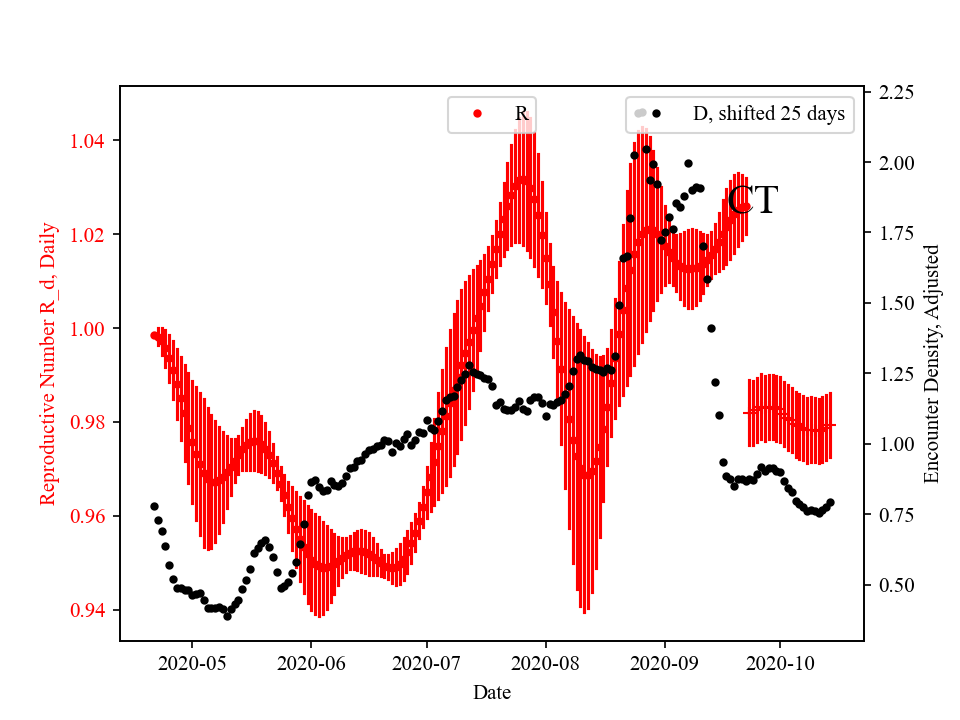 R
D, shifted 25 days
CT
Reproductive Number R_d, Daily
1.04
1.02
1.00
0.98
0.96
0.94
2.25
2.00
1.75
1.50
1.25
1.00
0.75
0.50
Encounter Density, Adjusted
2020-05 2020-06 2020-07 2020-08 2020-09 2020-10
Date